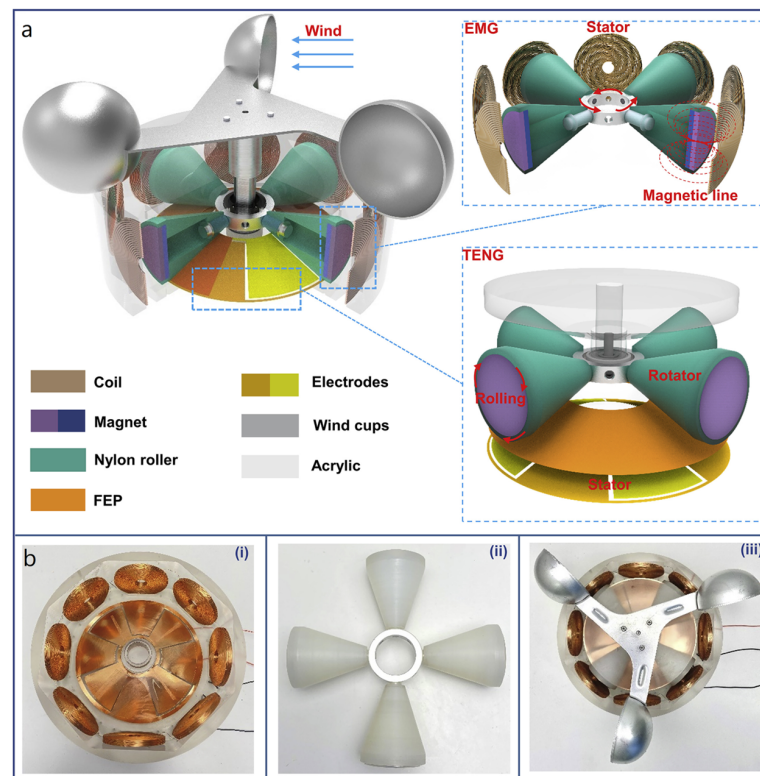 a
Wind
EMG
Stator
Magnetic line
TENG
Rolling
Rotator
Stator
Coil
Magnet
Nylon roller
FEP
Electrodes
Wind cups
Acrylic
b
(i)
(ii)
(iii)